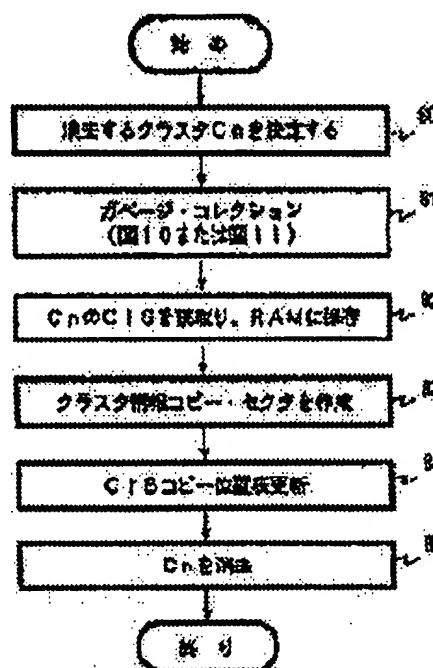 始め
消去するクラスタCnを決定する
ガベージ・コレクション
(図10または図11)
CnのCISを読取り、RAMに保存
クラスタ情報コピー・セクタを作成
CISコピー位置表更新
Cnを消去
終り